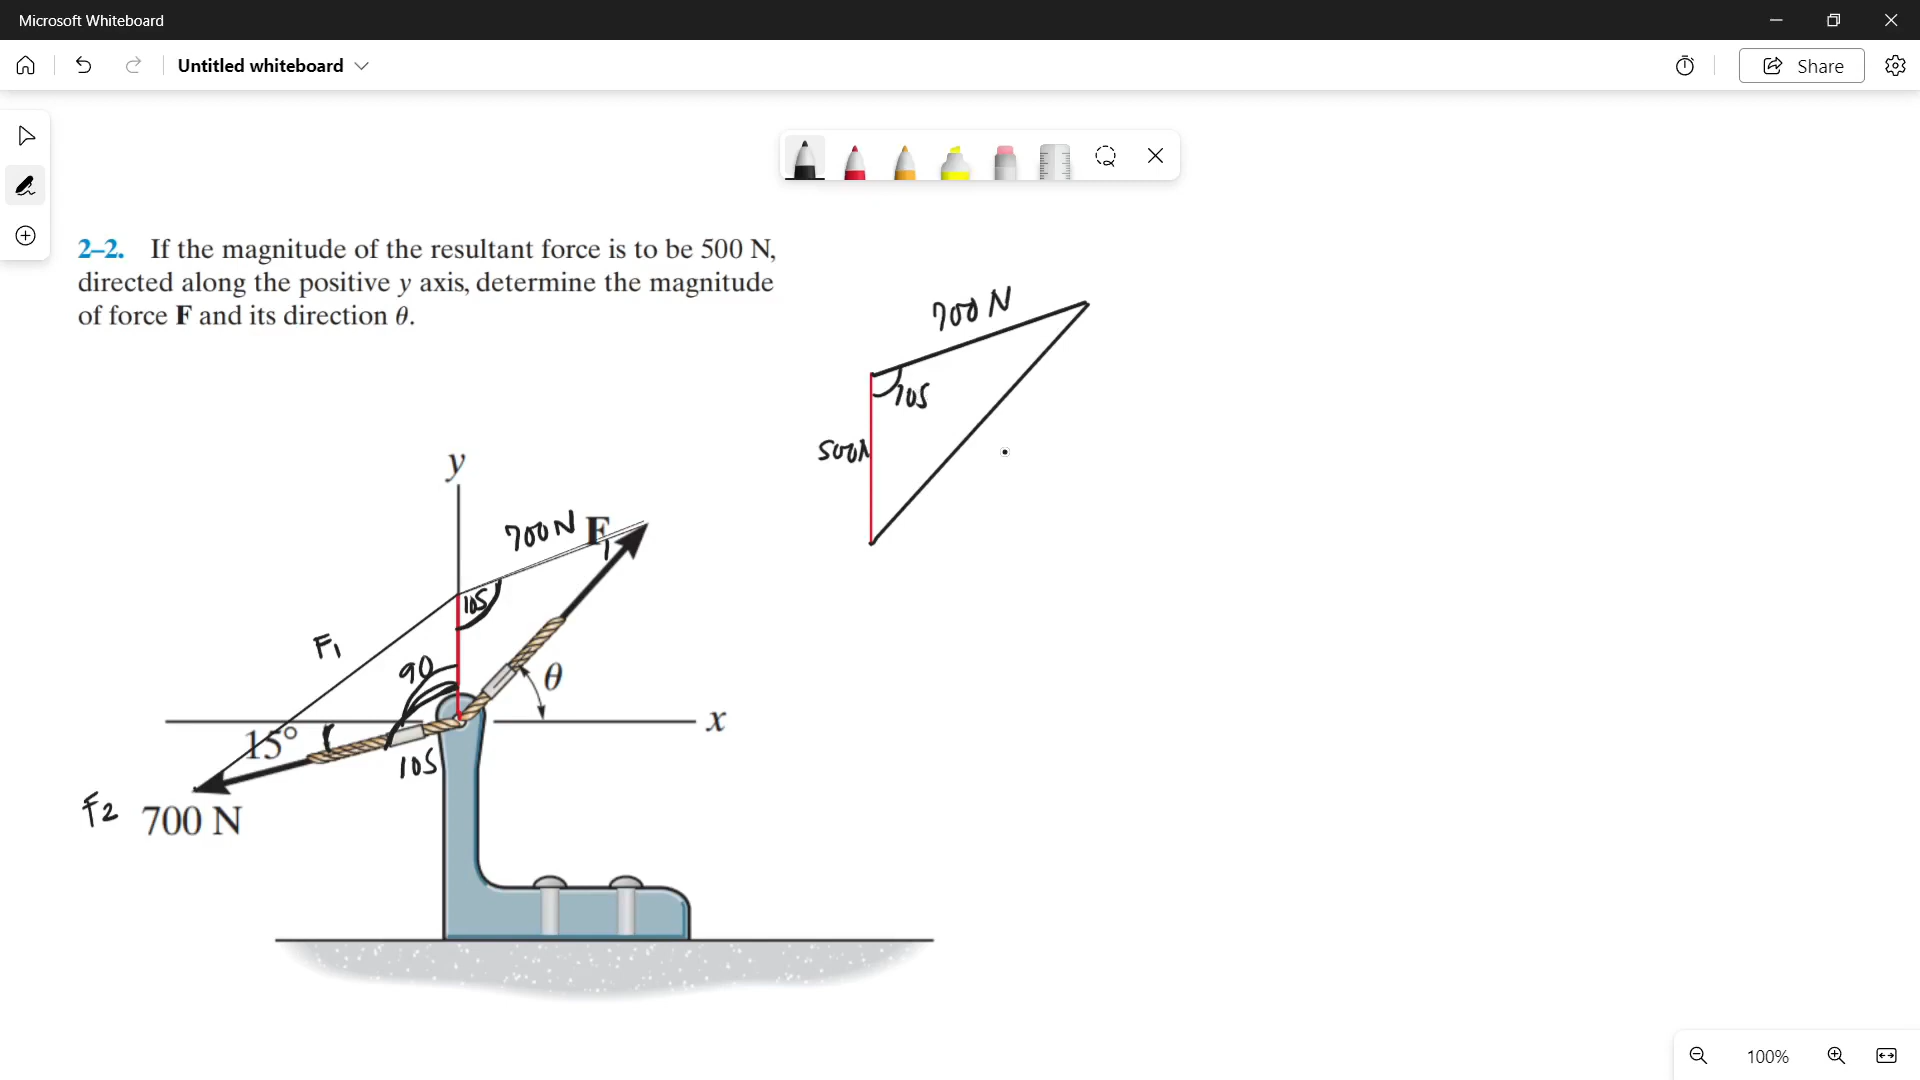 Microsoft Whiteboard
Untitled whiteboard
Share
2–2. If the magnitude of the resultant force is to be 500 N,
directed along the positive y axis, determine the magnitude
of force F and its direction θ.
700 N
105
500N
y
700N F1
105
F1
90
θ
x
15°
105
F2 700 N
100%